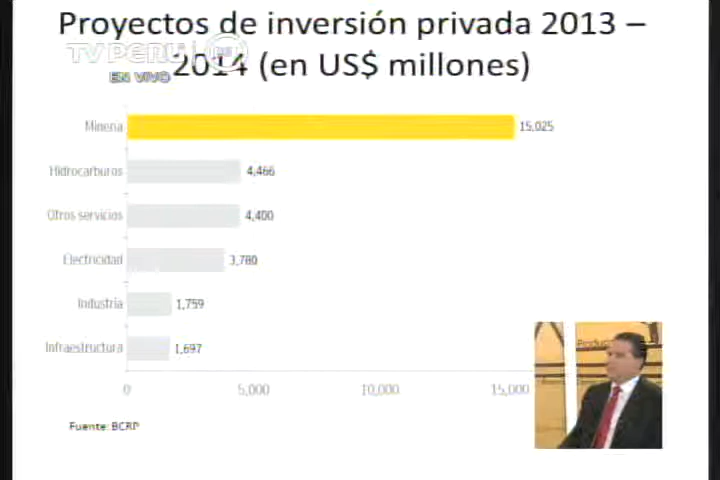 Proyectos de inversión privada 2013 –
2014 (en US$ millones)
TV PERÚ
EN VIVO
Minería 15,025
Hidrocarburos 4,466
Otros servicios 4,400
Electricidad 3,780
Industria 1,759
Infraestructura 1,697
0 5,000 10,000 15,000
Fuente: BCRP